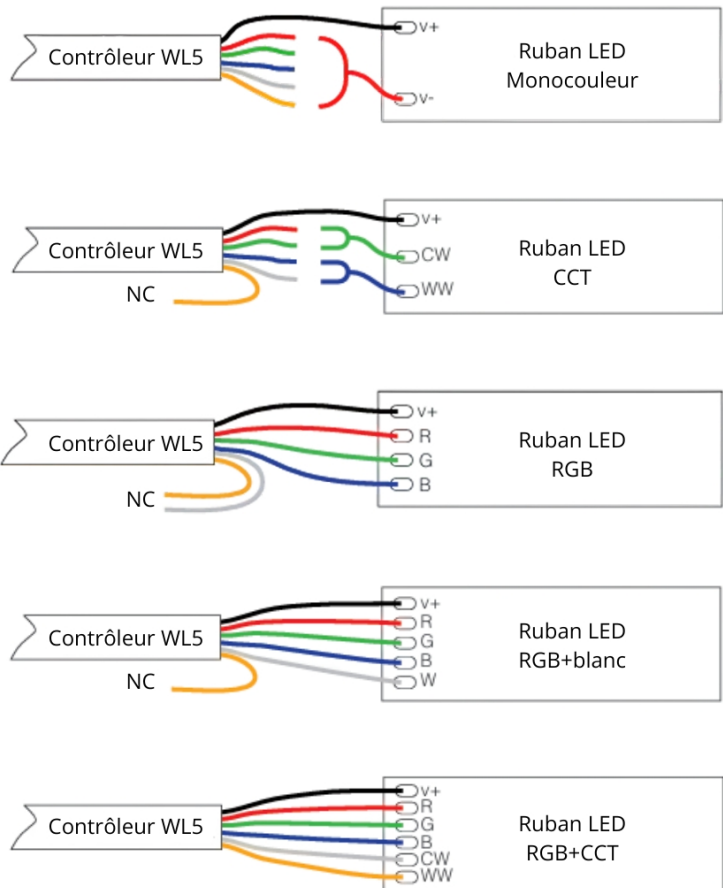 Contrôleur WL5
v+
v-
Ruban LED
Monocouleur
Contrôleur WL5
NC
v+
CW
WW
Ruban LED
CCT
Contrôleur WL5
NC
v+
R
G
B
Ruban LED
RGB
Contrôleur WL5
NC
v+
R
G
B
W
Ruban LED
RGB+blanc
Contrôleur WL5
v+
R
G
B
CW
WW
Ruban LED
RGB+CCT